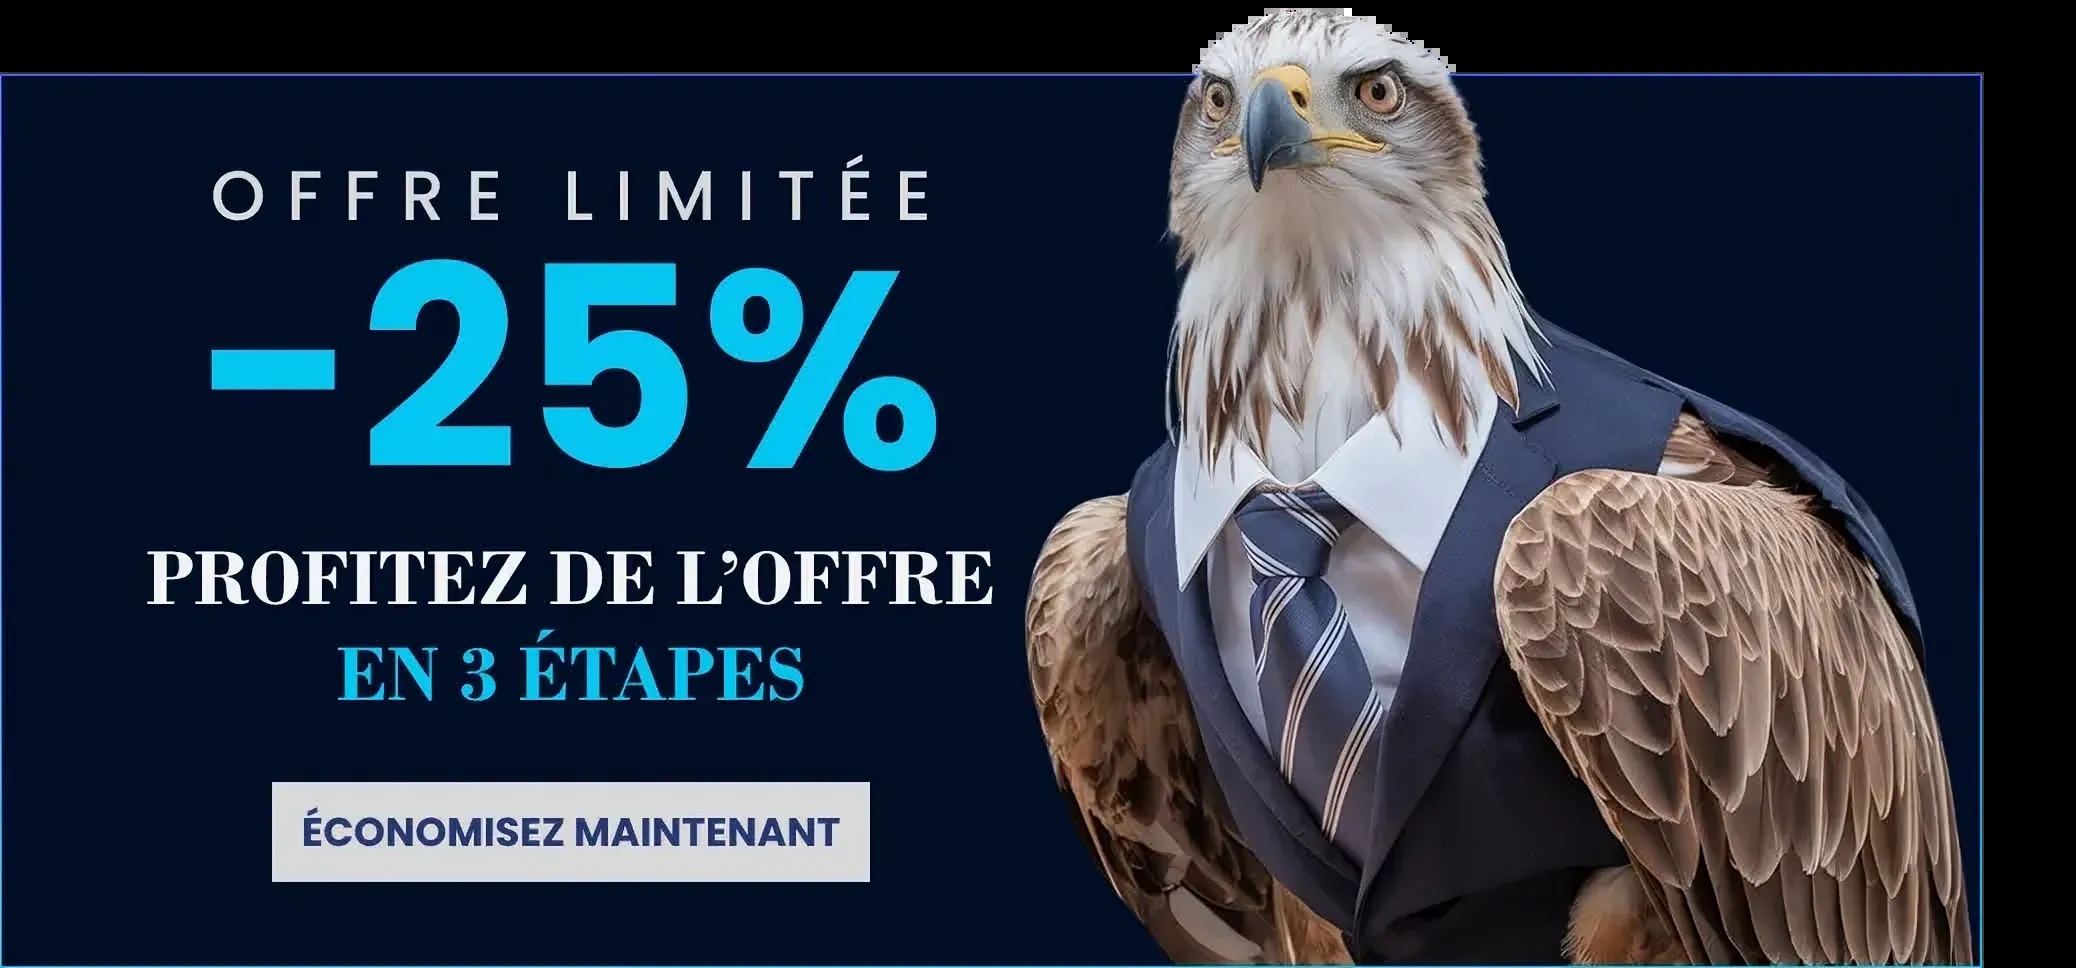 OFFRE LIMITÉE
-25%
PROFITEZ DE L’OFFRE
EN 3 ÉTAPES
ÉCONOMISEZ MAINTENANT